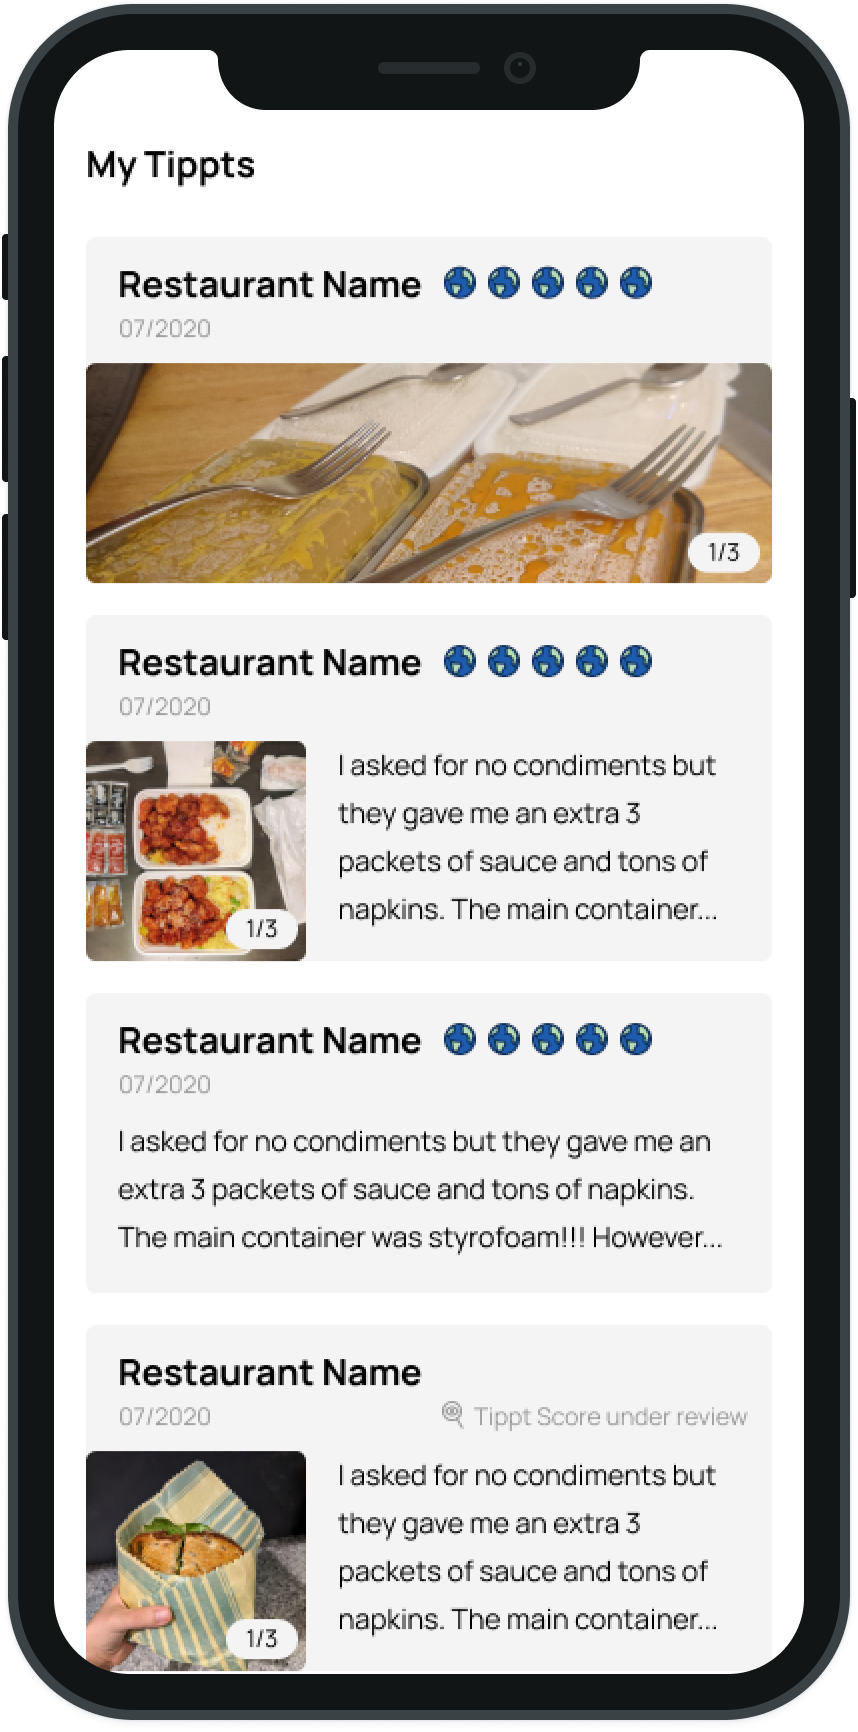 My Tippts
Restaurant Name
07/2020
1/3
Restaurant Name
07/2020
I asked for no condiments but
they gave me an extra 3
packets of sauce and tons of
napkins. The main container...
1/3
Restaurant Name
07/2020
I asked for no condiments but they gave me an
extra 3 packets of sauce and tons of napkins.
The main container was styrofoam!!! However...
Restaurant Name
07/2020
Tippt Score under review
I asked for no condiments but
they gave me an extra 3
packets of sauce and tons of
napkins. The main container...
1/3